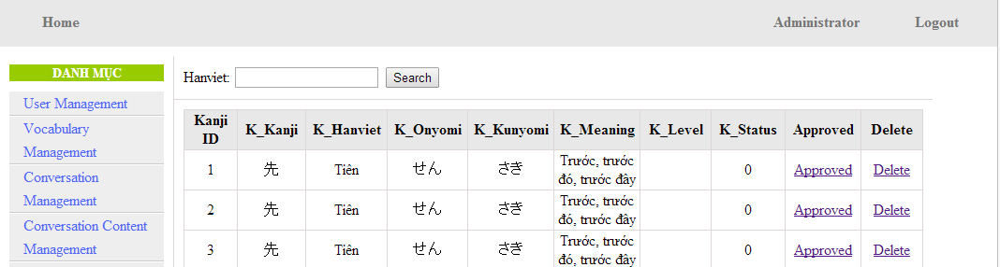 Home Administrator Logout
DANH MỤC
User Management
Vocabulary
Management
Conversation
Management
Conversation Content
Management
Hanviet: Search
Kanji ID K_Kanji K_Hanviet K_Onyomi K_Kunyomi K_Meaning K_Level K_Status Approved Delete
1 先 Tiên せん さき Trước, trước đó, trước đây 0 Approved Delete
2 先 Tiên せん さき Trước, trước đó, trước đây 0 Approved Delete
3 先 Tiên せん さき Trước, trước đó, trước đây 0 Approved Delete